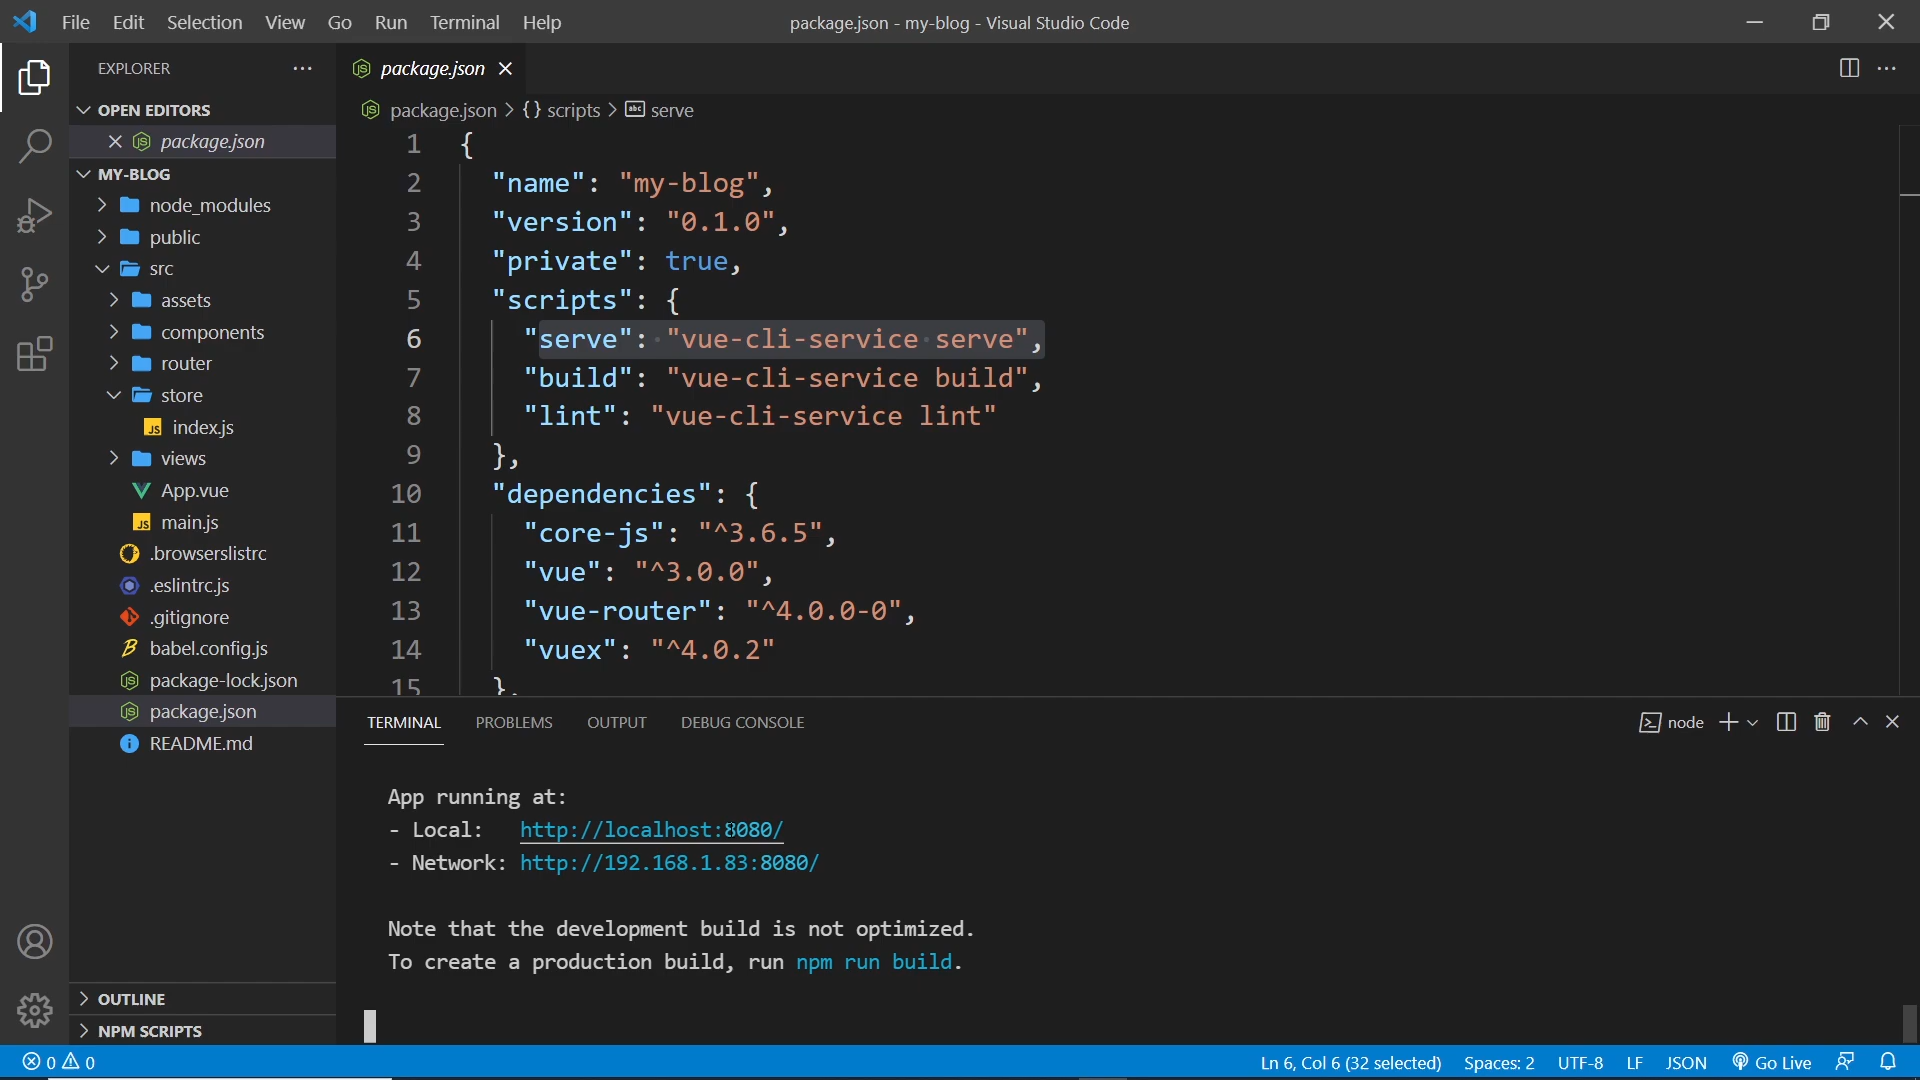 File Edit Selection View Go Run Terminal Help
package.json - my-blog - Visual Studio Code
EXPLORER
OPEN EDITORS
package.json
MY-BLOG
node_modules
public
src
assets
components
router
store
index.js
views
App.vue
main.js
.browserslistrc
.eslintrc.js
.gitignore
babel.config.js
package-lock.json
package.json
README.md
OUTLINE
NPM SCRIPTS
package.json
package.json > {} scripts > abc serve
1 {
2 "name": "my-blog",
3 "version": "0.1.0",
4 "private": true,
5 "scripts": {
6 "serve": "vue-cli-service serve",
7 "build": "vue-cli-service build",
8 "lint": "vue-cli-service lint"
9 },
10 "dependencies": {
11 "core-js": "^3.6.5",
12 "vue": "^3.0.0",
13 "vue-router": "^4.0.0-0",
14 "vuex": "^4.0.2"
15 },
TERMINAL PROBLEMS OUTPUT DEBUG CONSOLE
node
App running at:
- Local: http://localhost:8080/
- Network: http://192.168.1.83:8080/
Note that the development build is not optimized.
To create a production build, run npm run build.
0 0
Ln 6, Col 6 (32 selected) Spaces: 2 UTF-8 LF JSON Go Live